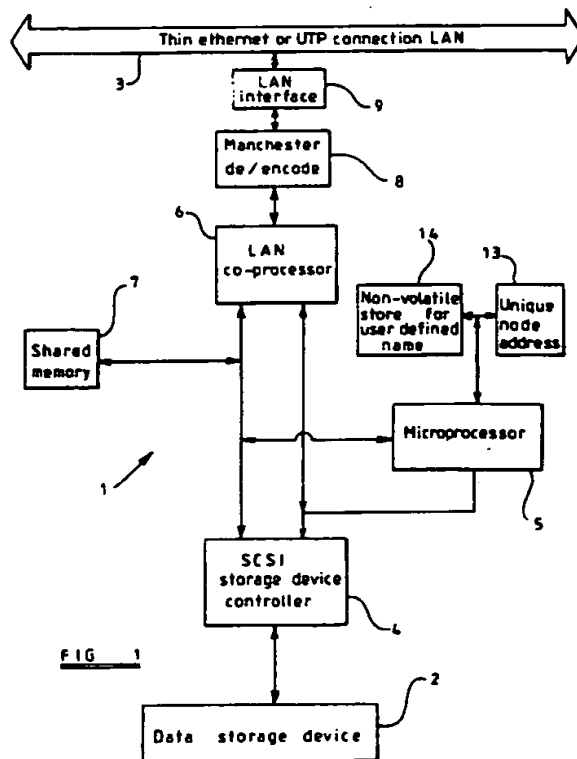 Thin ethernet or UTP connection LAN
3
LAN
interface
9
Manchester
de/encode
8
6
LAN
co-processor
14
13
7
Non-volatile
store for
user defined
name
Unique
node
address
Shared
memory
Microprocessor
1
5
SCSI
storage device
controller
4
FIG 1
2
Data storage device